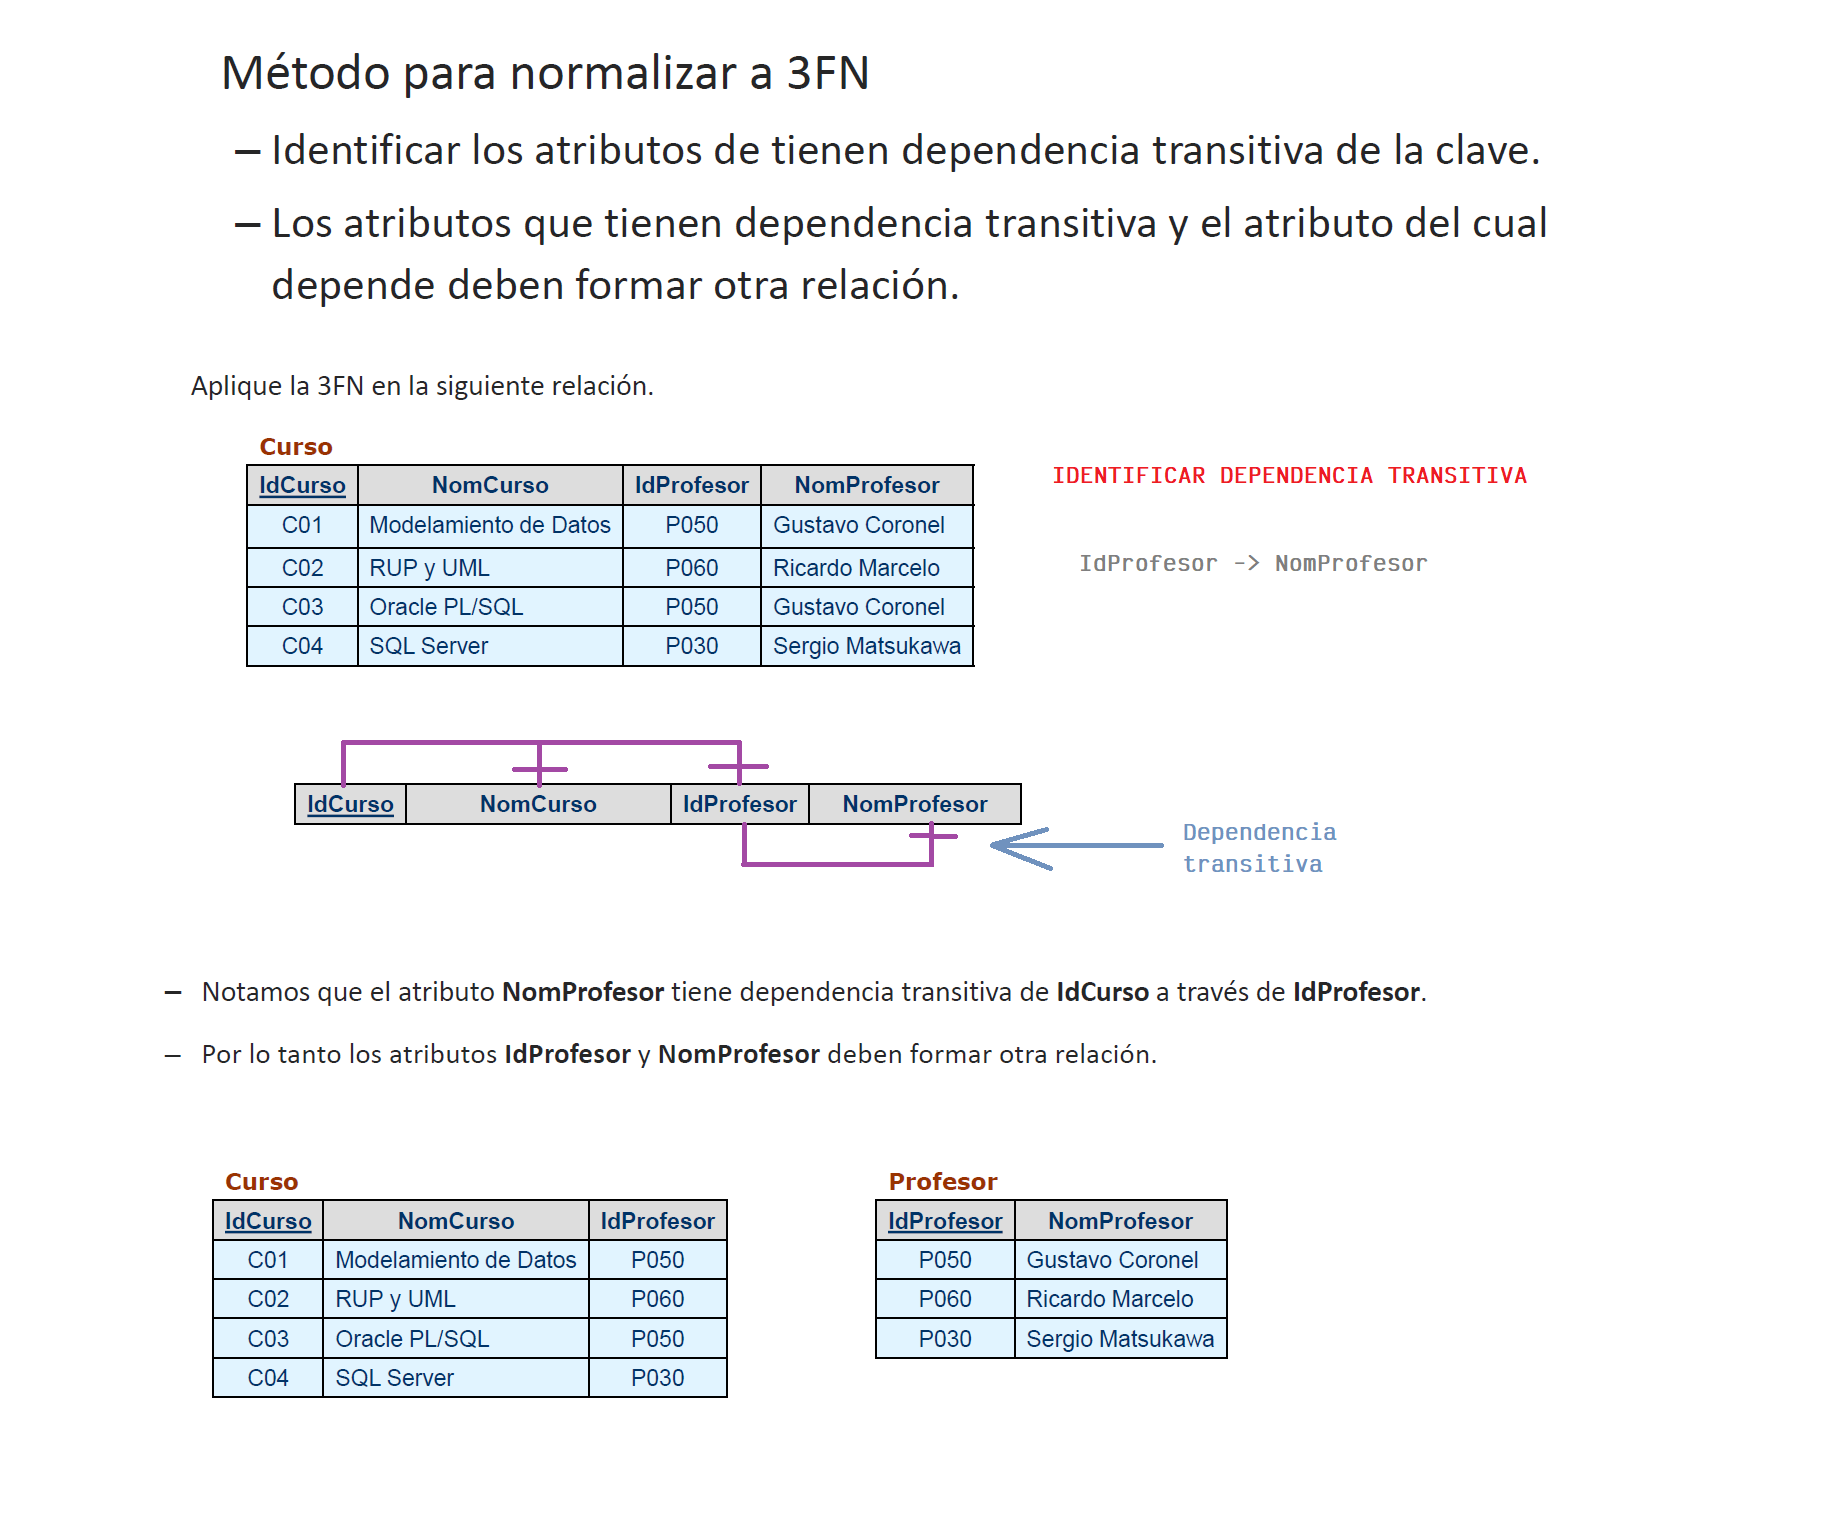 Método para normalizar a 3FN
– Identificar los atributos de tienen dependencia transitiva de la clave.
– Los atributos que tienen dependencia transitiva y el atributo del cual
depende deben formar otra relación.
Aplique la 3FN en la siguiente relación.
Curso
IdCurso NomCurso IdProfesor NomProfesor
C01 Modelamiento de Datos P050 Gustavo Coronel
C02 RUP y UML P060 Ricardo Marcelo
C03 Oracle PL/SQL P050 Gustavo Coronel
C04 SQL Server P030 Sergio Matsukawa
IDENTIFICAR DEPENDENCIA TRANSITIVA
IdProfesor -> NomProfesor
IdCurso NomCurso IdProfesor NomProfesor
Dependencia
transitiva
– Notamos que el atributo NomProfesor tiene dependencia transitiva de IdCurso a través de IdProfesor.
– Por lo tanto los atributos IdProfesor y NomProfesor deben formar otra relación.
Curso
IdCurso NomCurso IdProfesor
C01 Modelamiento de Datos P050
C02 RUP y UML P060
C03 Oracle PL/SQL P050
C04 SQL Server P030
Profesor
IdProfesor NomProfesor
P050 Gustavo Coronel
P060 Ricardo Marcelo
P030 Sergio Matsukawa